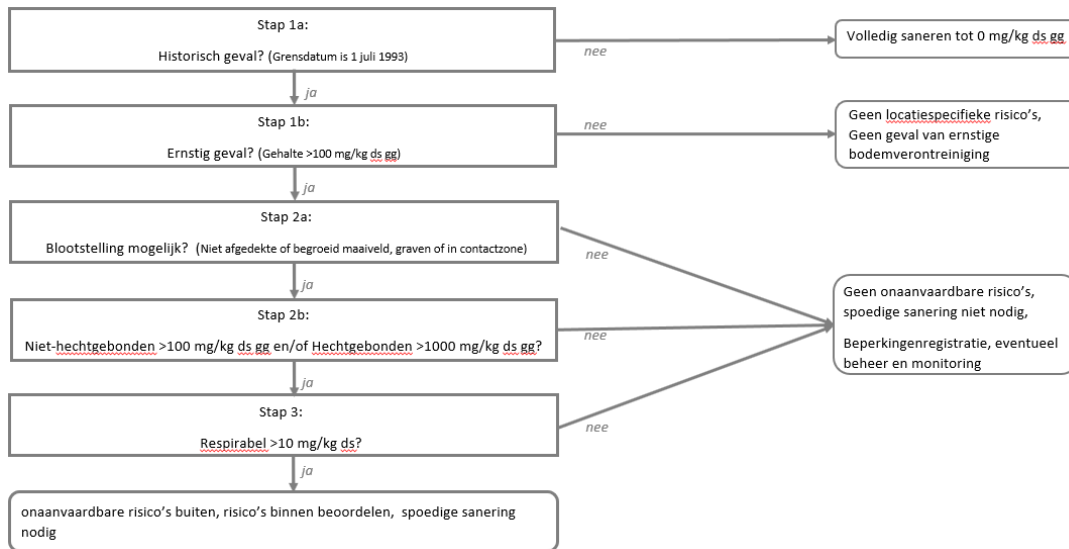 Stap 1a:
Historisch geval? (Grensdatum is 1 juli 1993)
nee
Volledig saneren tot 0 mg/kg ds gg
ja
Stap 1b:
Ernstig geval? (Gehalte >100 mg/kg ds gg)
nee
Geen locatiespecifieke risico's,
Geen geval van ernstige
bodemverontreiniging
ja
Stap 2a:
Blootstelling mogelijk? (Niet afgedekte of begroeid maaiveld, graven of in contactzone)
nee
ja
Stap 2b:
Niet-hechtgebonden >100 mg/kg ds gg en/of Hechtgebonden >1000 mg/kg ds gg?
nee
Geen onaanvaardbare risico's,
spoedige sanering niet nodig,
Beperkingenregistratie, eventueel
beheer en monitoring
ja
Stap 3:
Respirabel >10 mg/kg ds?
nee
ja
onaanvaardbare risico's buiten, risico's binnen beoordelen, spoedige sanering
nodig